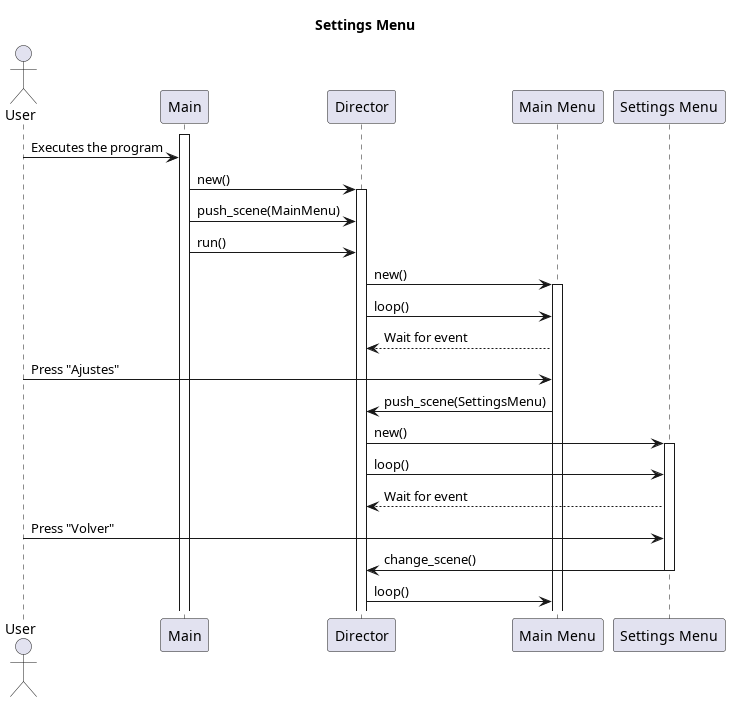 Settings Menu
User
Main
Director
Main Menu
Settings Menu
Executes the program
new()
push_scene(MainMenu)
run()
new()
loop()
Wait for event
Press "Ajustes"
push_scene(SettingsMenu)
new()
loop()
Wait for event
Press "Volver"
change_scene()
loop()
User
Main
Director
Main Menu
Settings Menu